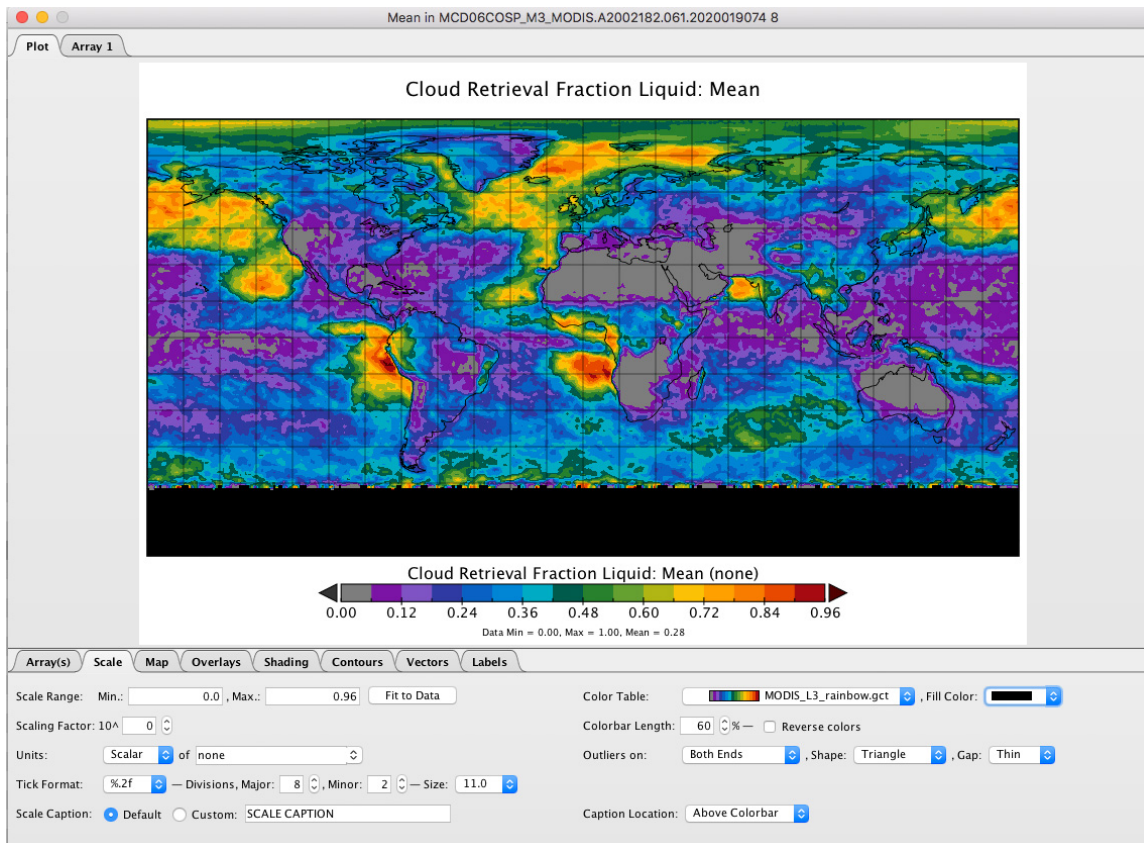 Mean in MCD06COSP_M3_MODIS.A2002182.061.2020019074 8
Plot Array 1
Cloud Retrieval Fraction Liquid: Mean
Cloud Retrieval Fraction Liquid: Mean (none)
0.00 0.12 0.24 0.36 0.48 0.60 0.72 0.84 0.96
Data Min = 0.00, Max = 1.00, Mean = 0.28
Array(s) Scale Map Overlays Shading Contours Vectors Labels
Scale Range: Min.: 0.0 , Max.: 0.96 Fit to Data Color Table: MODIS_L3_rainbow.gct , Fill Color:
Scaling Factor: 10^ 0 Colorbar Length: 60 % — Reverse colors
Units: Scalar of none Outliers on: Both Ends , Shape: Triangle , Gap: Thin
Tick Format: %.2f — Divisions, Major: 8 , Minor: 2 — Size: 11.0
Scale Caption: Default Custom: SCALE CAPTION Caption Location: Above Colorbar